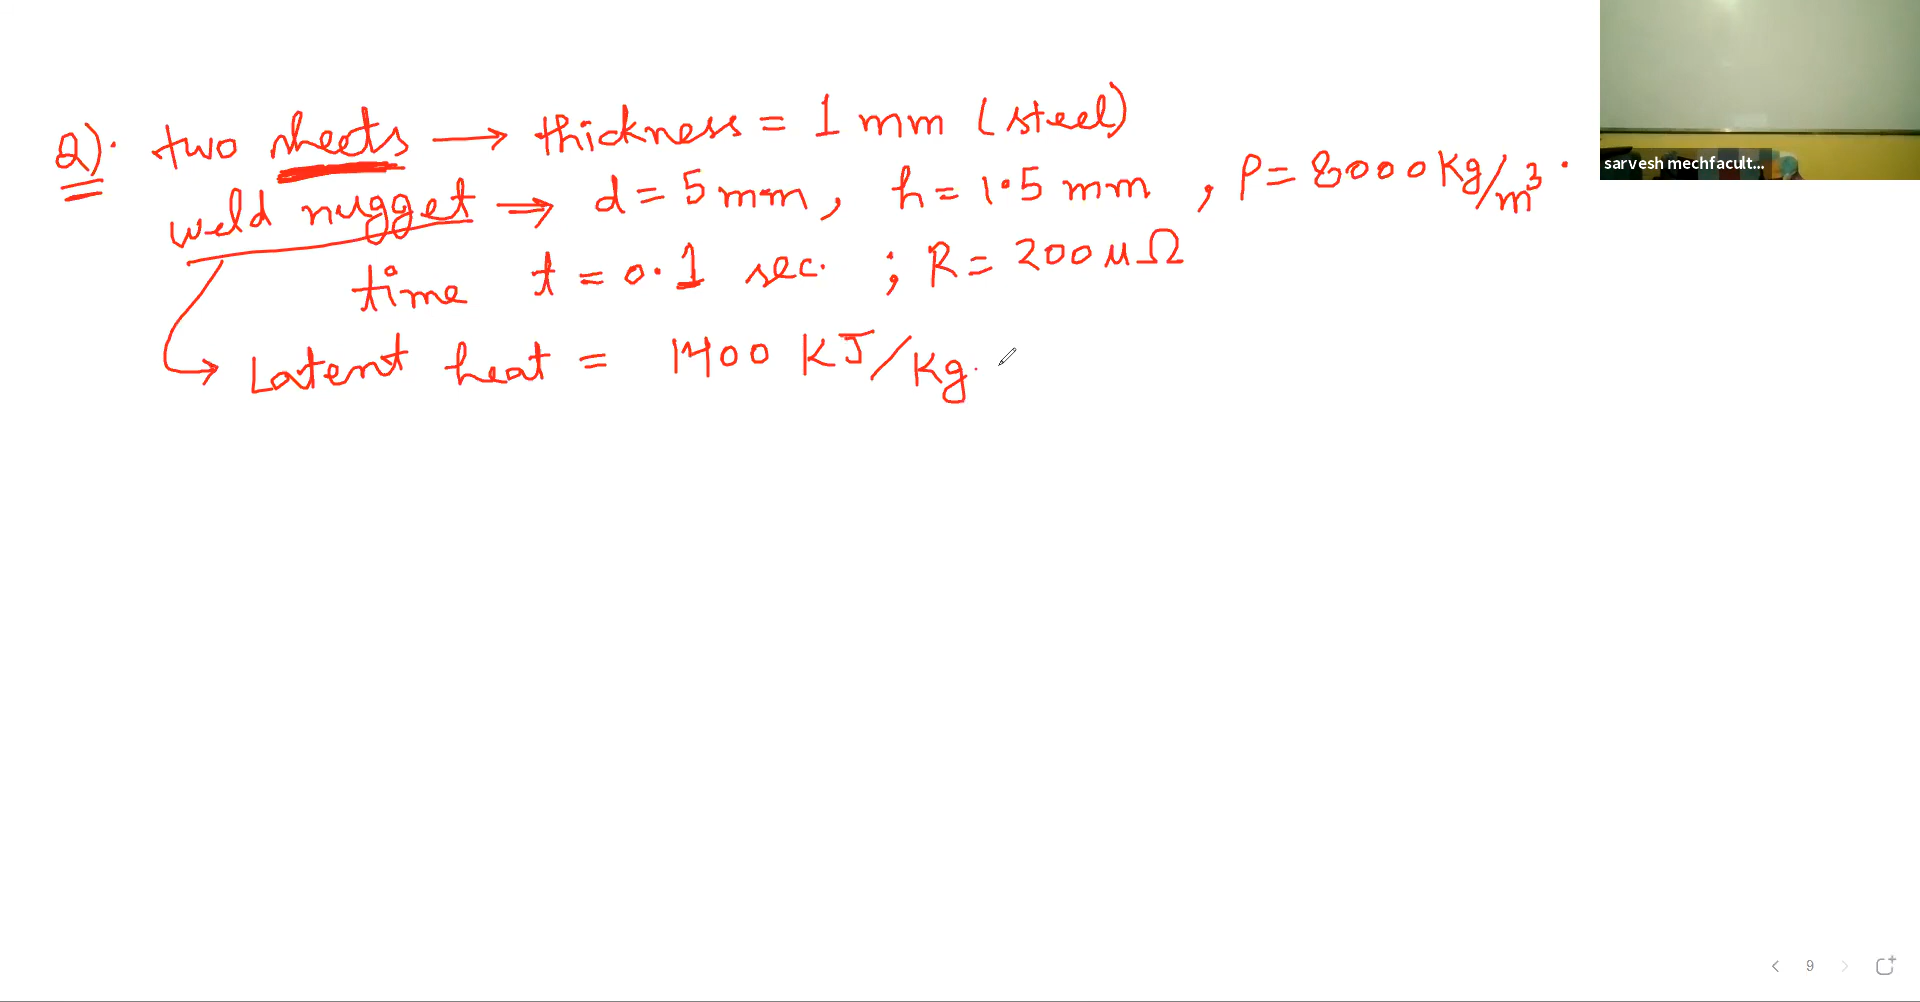 Q). two sheets → thickness = 1 mm (steel)
weld nugget → d = 5 mm, h = 1.5 mm, ρ = 8000 Kg/m³.
time t = 0.1 sec. ; R = 200 μΩ
→ Latent heat = 1400 KJ/Kg.
sarvesh mechfacult...
9